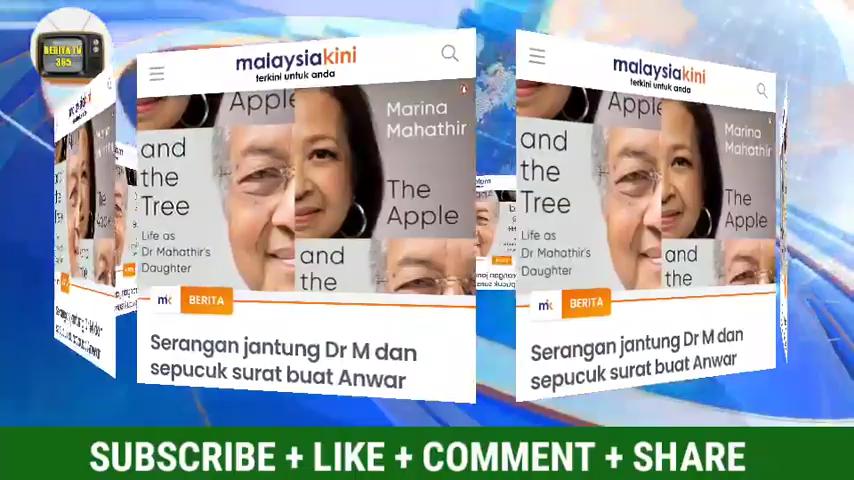 BERITA TV
365
malaysiakini
terkini untuk anda
Apple
Marina
Mahathir
and
the
Tree
The
Apple
Life as
Dr Mahathir's
Daughter
and
the
mk
BERITA
Serangan jantung Dr M dan
sepucuk surat buat Anwar
malaysiakini
terkini untuk anda
Apple
Marina
Mahathir
and
the
Tree
The
Apple
Life as
Dr Mahathir's
Daughter
and
the
mk
BERITA
Serangan jantung Dr M dan
sepucuk surat buat Anwar
SUBSCRIBE + LIKE + COMMENT + SHARE